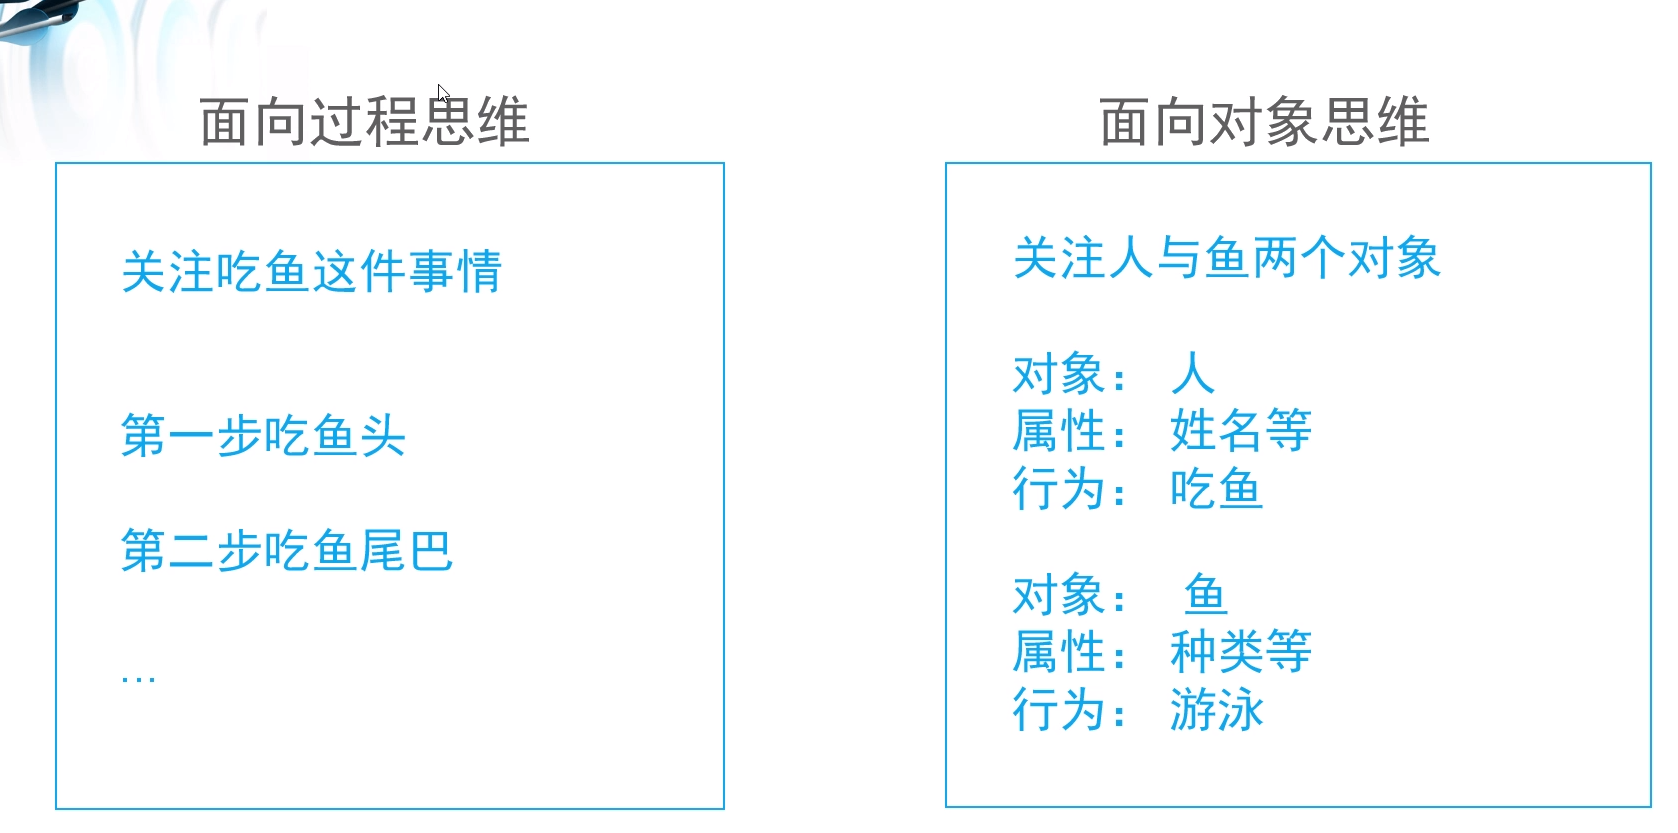 面向过程思维
关注吃鱼这件事情
第一步吃鱼头
第二步吃鱼尾巴
...
面向对象思维
关注人与鱼两个对象
对象： 人
属性： 姓名等
行为： 吃鱼
对象： 鱼
属性： 种类等
行为： 游泳